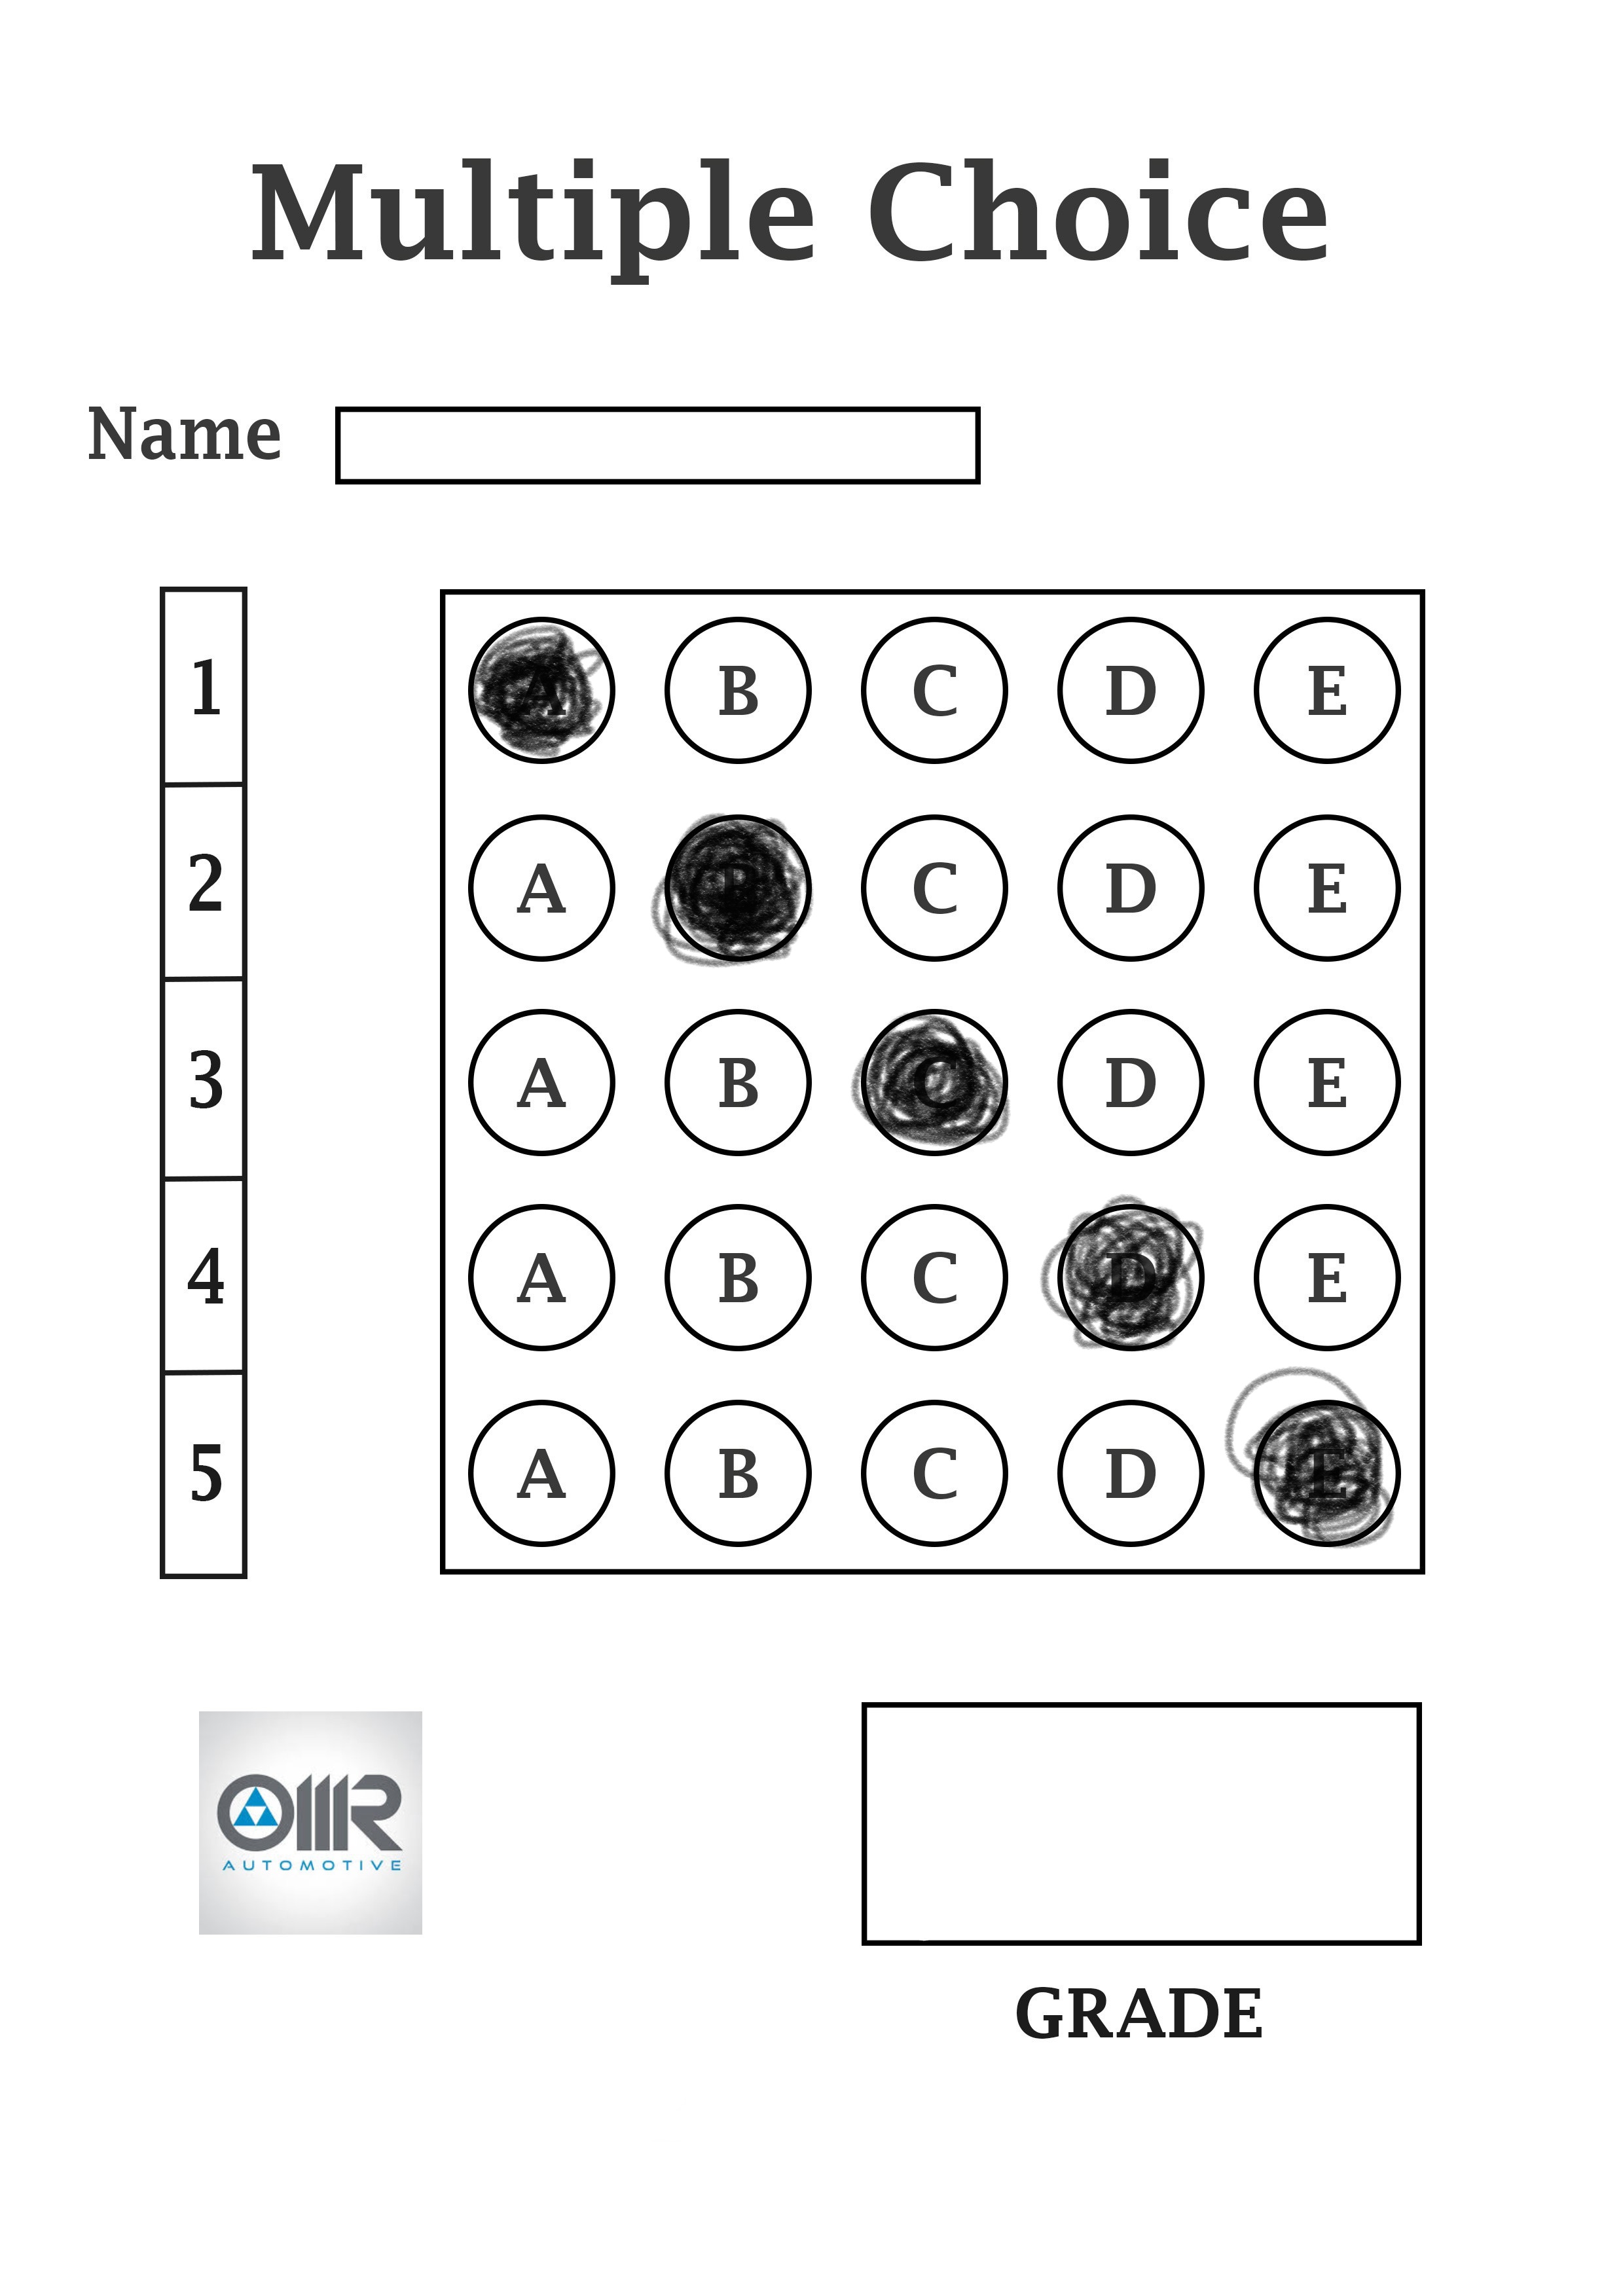 Multiple Choice
Name
1 A B C D E
2 A B C D E
3 A B C D E
4 A B C D E
5 A B C D E
OMR
AUTOMOTIVE
GRADE